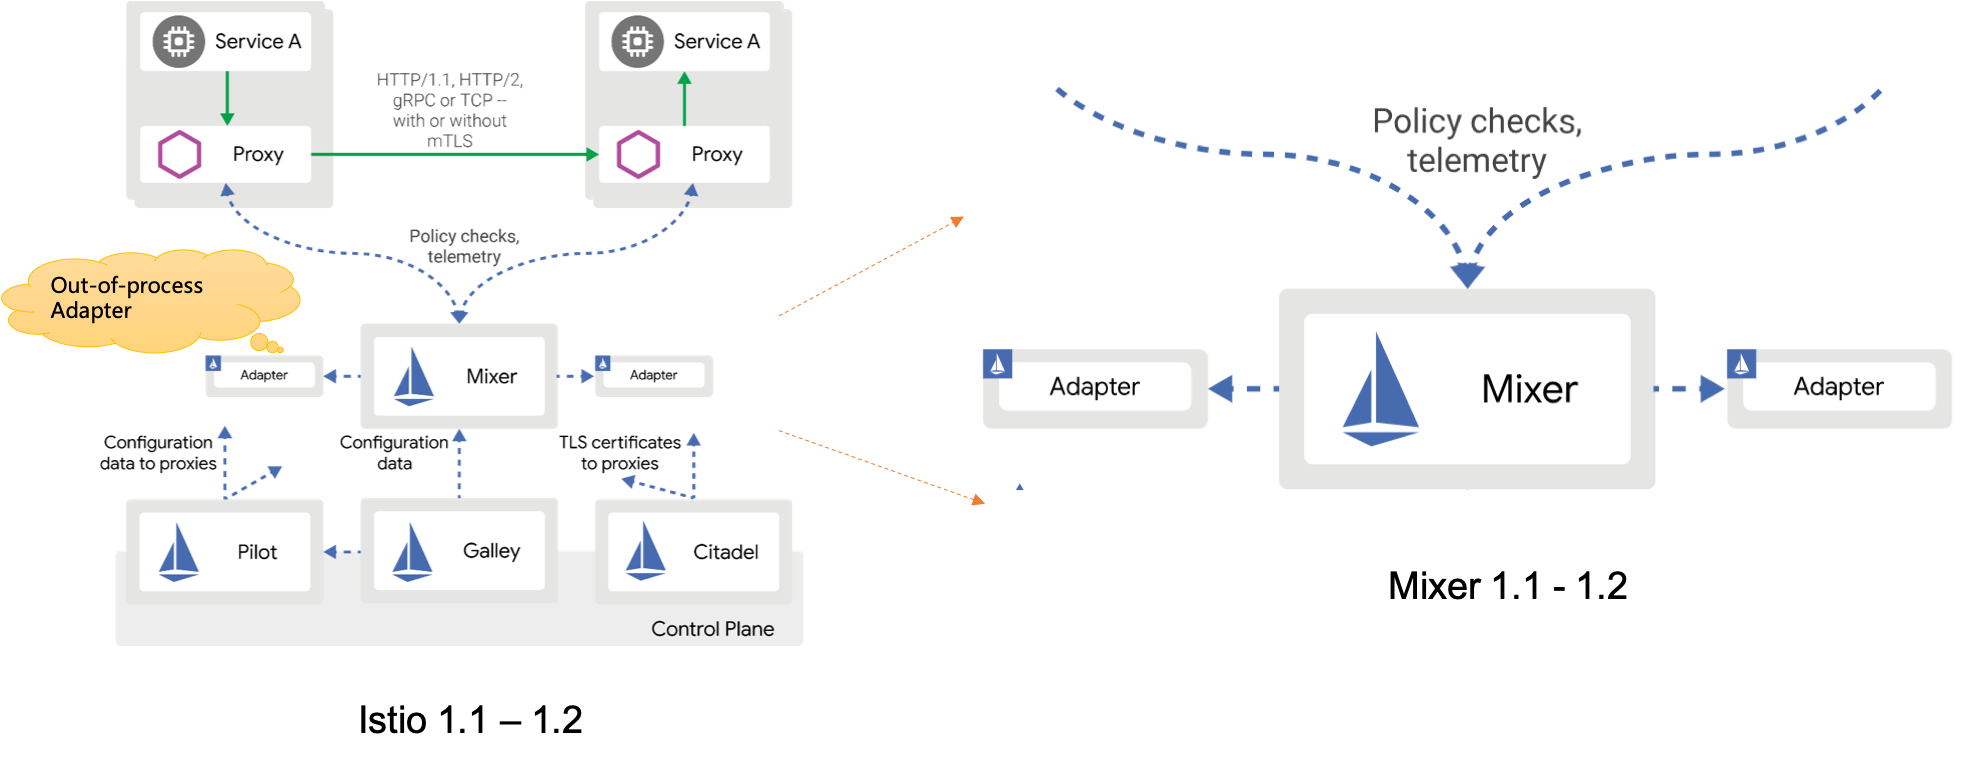 Service A
Service A
HTTP/1.1, HTTP/2,
gRPC or TCP --
with or without
mTLS
Proxy
Proxy
Policy checks,
telemetry
Out-of-process
Adapter
Adapter
Mixer
Adapter
Configuration
data to proxies
Configuration
data
TLS certificates
to proxies
Pilot
Galley
Citadel
Control Plane
Istio 1.1 – 1.2
Policy checks,
telemetry
Adapter
Mixer
Adapter
Mixer 1.1 - 1.2